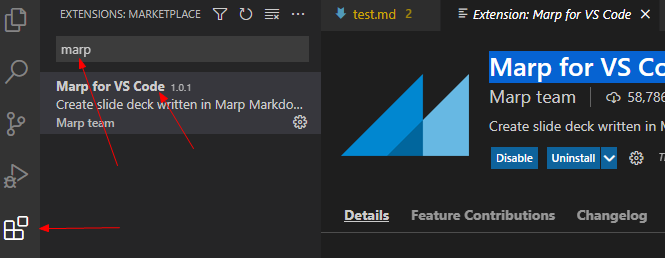 EXTENSIONS: MARKETPLACE
marp
Marp for VS Code 1.0.1
Create slide deck written in Marp Markdo...
Marp team
test.md
Extension: Marp for VS Code
Marp for VS Co
Marp team 58,786
Create slide deck written in M
Disable Uninstall
Details Feature Contributions Changelog